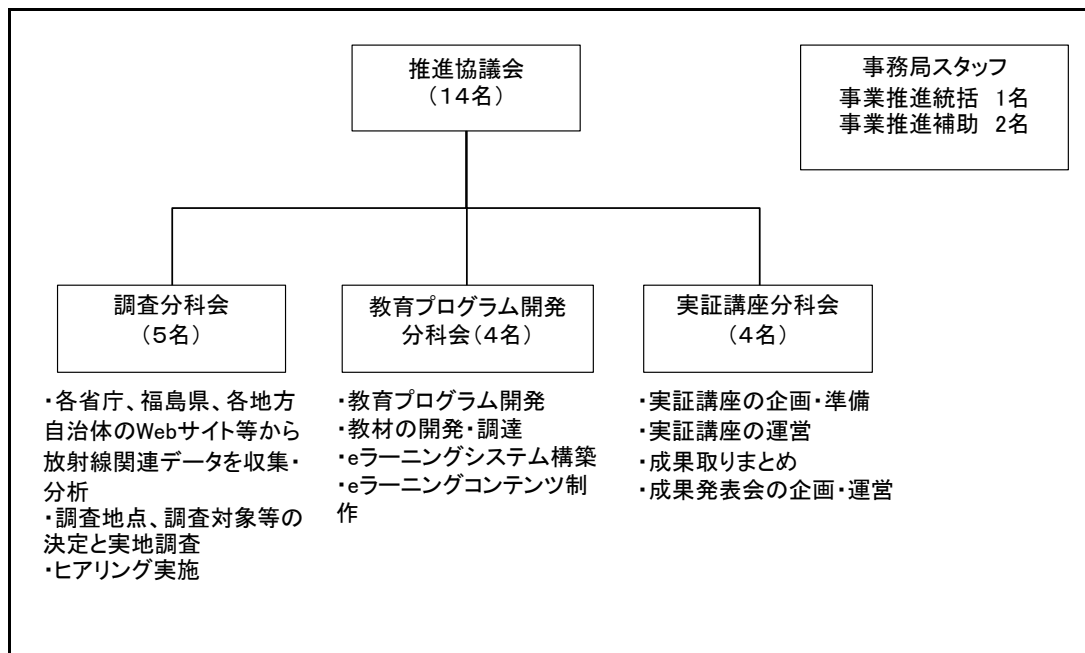 推進協議会
（１４名）
事務局スタッフ
事業推進統括 1名
事業推進補助 2名
調査分科会
（５名）
教育プログラム開発
分科会（４名）
実証講座分科会
（４名）
・各省庁、福島県、各地方
自治体のWebサイト等から
放射線関連データを収集・
分析
・調査地点、調査対象等の
決定と実地調査
・ヒアリング実施
・教育プログラム開発
・教材の開発・調達
・eラーニングシステム構築
・eラーニングコンテンツ制
作
・実証講座の企画・準備
・実証講座の運営
・成果取りまとめ
・成果発表会の企画・運営